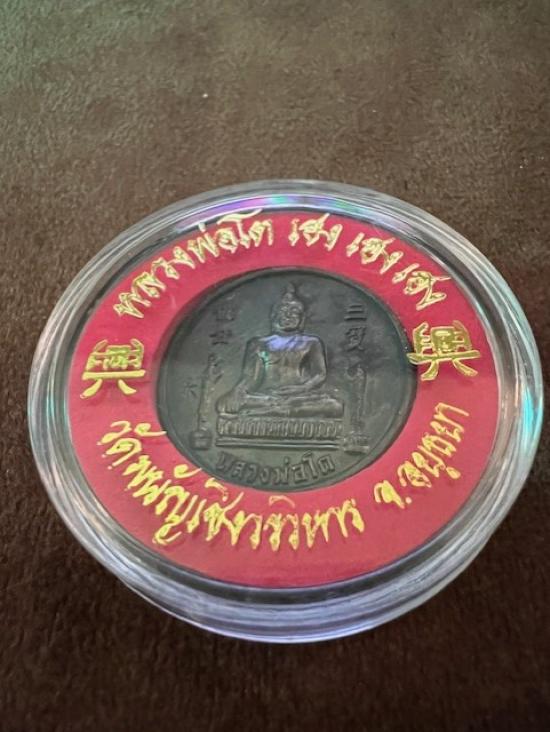 หลวงพ่อโต เฮง เฮง เฮง
興
興
三寶
หลวงพ่อโต
วัดพนัญเชิงวรวิหาร จ.อยุธยา